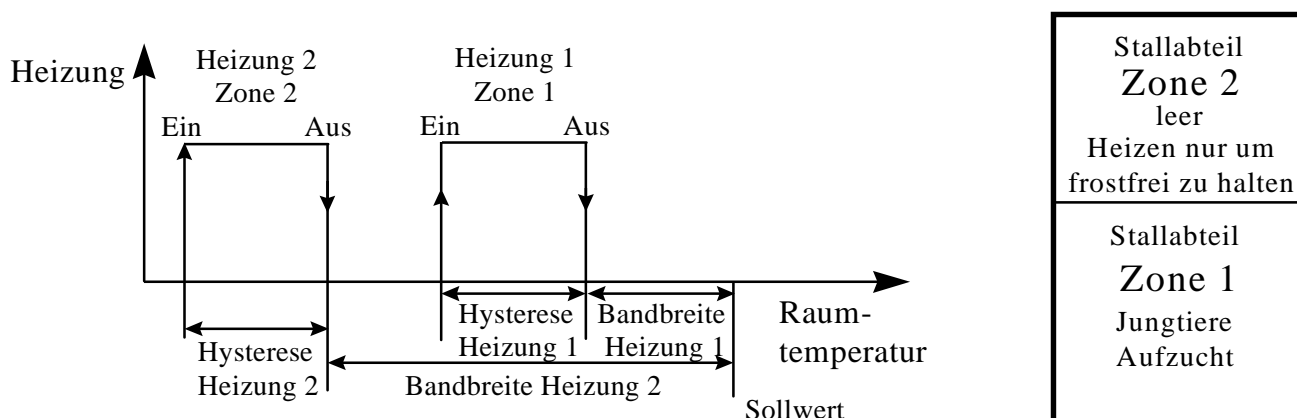 Heizung
Heizung 2
Zone 2
Ein
Aus
Heizung 1
Zone 1
Ein
Aus
Hysterese
Heizung 2
Hysterese
Heizung 1
Bandbreite
Heizung 1
Bandbreite Heizung 2
Raum-
temperatur
Sollwert
Stallabteil
Zone 2
leer
Heizen nur um
frostfrei zu halten
Stallabteil
Zone 1
Jungtiere
Aufzucht